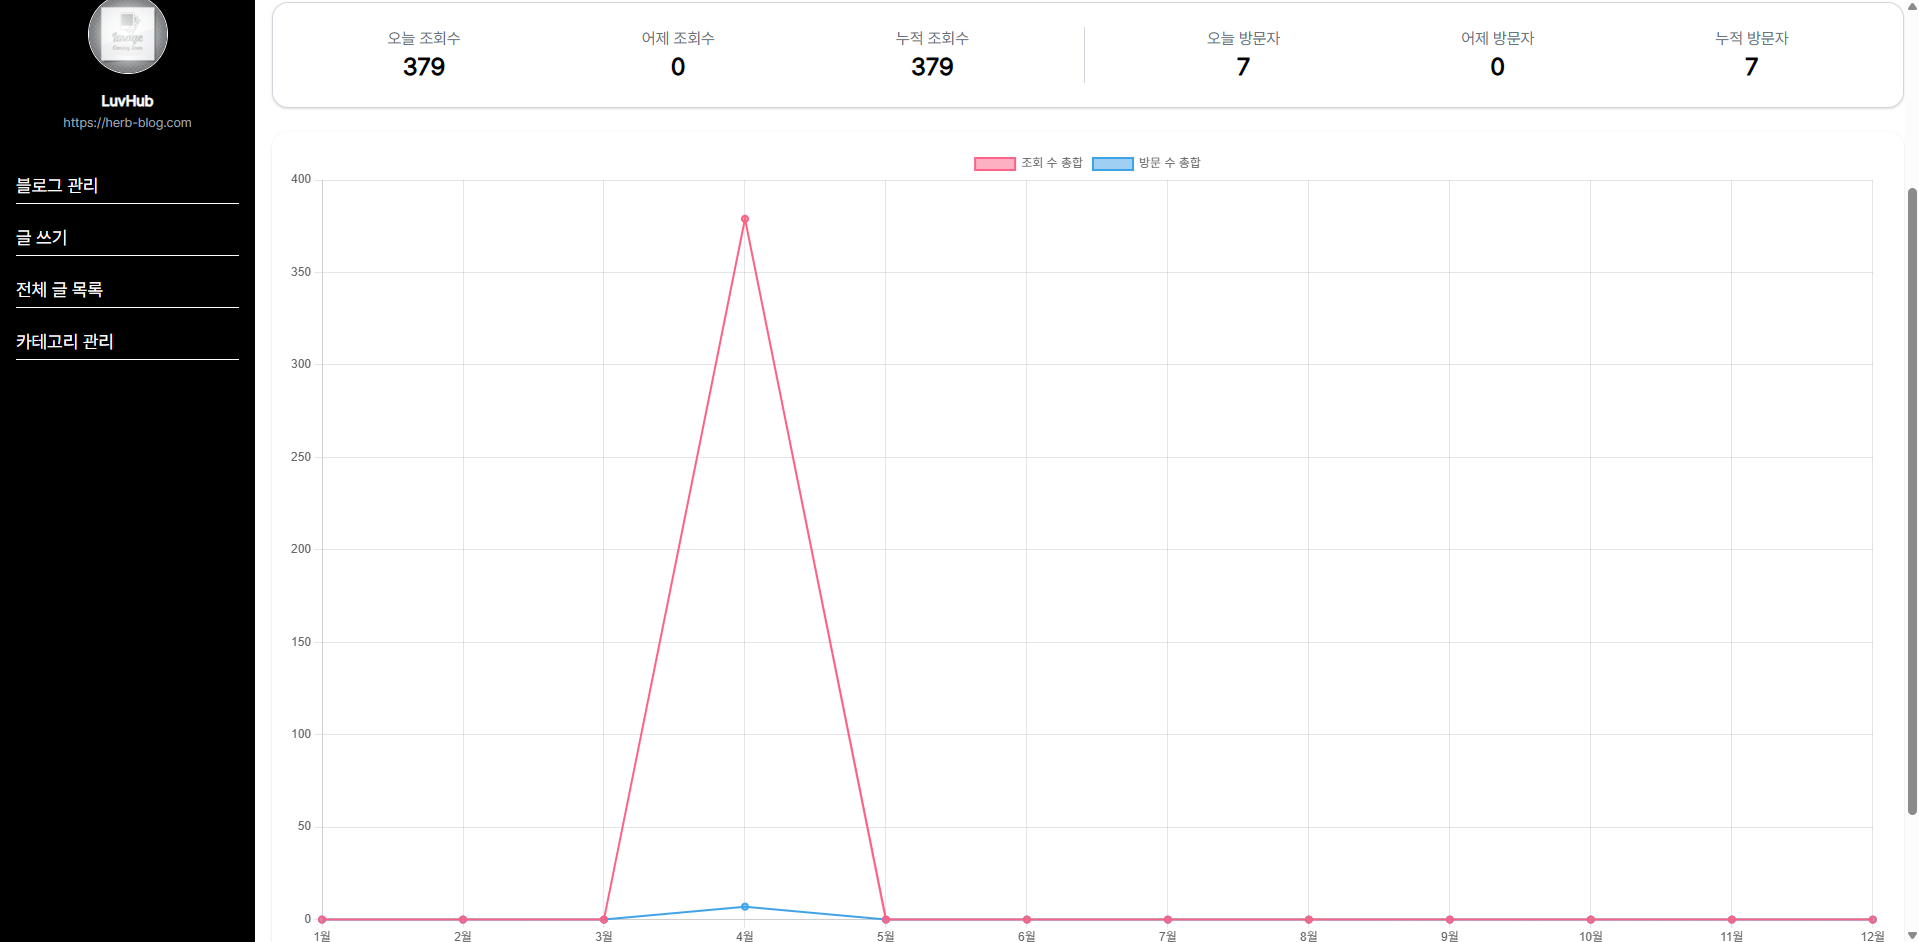 Image
Coming Soon
LuvHub
https://herb-blog.com
블로그 관리
글 쓰기
전체 글 목록
카테고리 관리
오늘 조회수
379
어제 조회수
0
누적 조회수
379
오늘 방문자
7
어제 방문자
0
누적 방문자
7
조회 수 총합
방문 수 총합
400
350
300
250
200
150
100
50
0
1월 2월 3월 4월 5월 6월 7월 8월 9월 10월 11월 12월